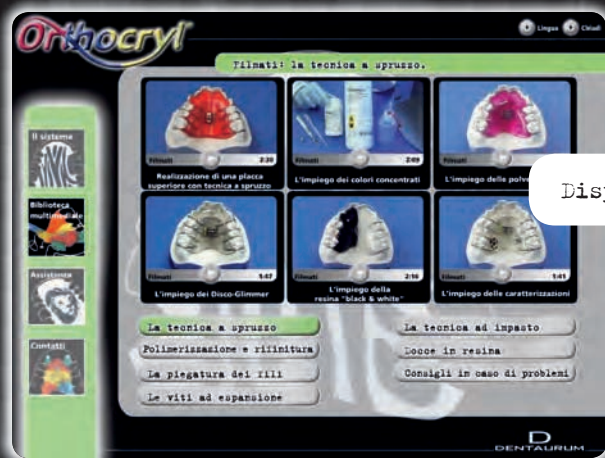 Orthocryl
Lingua Chiudi
Filmati: la tecnica a spruzzo.
Il sistema
Biblioteca
multimediale
Assistente
Contatti
Filmati 2:30
Realizzazione di una placca
superiore con tecnica a spruzzo
Filmati 2:09
L'impiego dei colori concentrati
Filmati
L'impiego delle
Filmati 1:47
L'impiego dei Disco-Glimmer
Filmati 2:16
L'impiego della
resina "black & white"
Filmati 1:41
L'impiego delle caratterizzazioni
La tecnica a spruzzo
La tecnica ad impasto
Polimerizzazione e rifinitura
Docce in resina
La piegatura dei fili
Consigli in caso di problemi
Le viti ad espansione
D
DENTAURUM